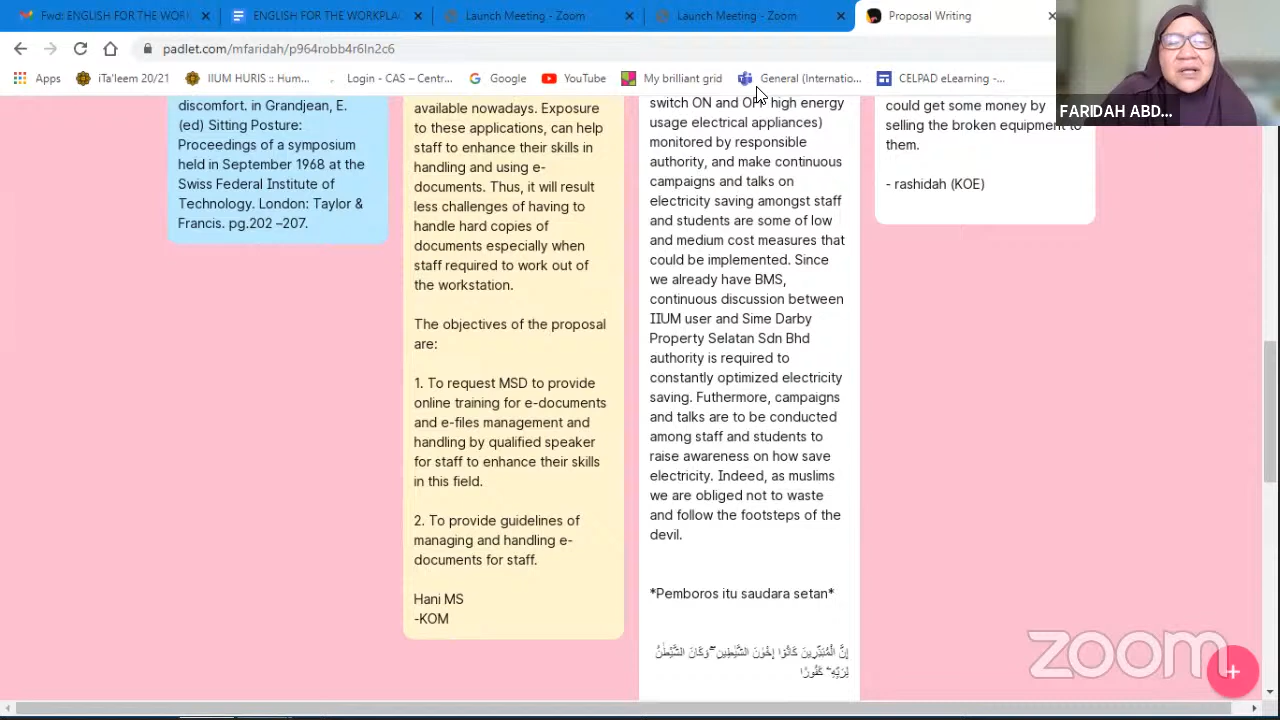 Fwd: ENGLISH FOR THE WORK
ENGLISH FOR THE WORKPLAC
Launch Meeting - Zoom
Launch Meeting - Zoom
Proposal Writing
padlet.com/mfaridah/p964robb4r6ln2c6
Apps
iTa'leem 20/21
IIUM HURIS :: Hum...
Login - CAS – Centr...
Google
YouTube
My brilliant grid
General (Internatio...
CELPAD eLearning -...
FARIDAH ABD...
discomfort. in Grandjean, E.
(ed) Sitting Posture:
Proceedings of a symposium
held in September 1968 at the
Swiss Federal Institute of
Technology. London: Taylor &
Francis. pg.202 –207.
available nowadays. Exposure
to these applications, can help
staff to enhance their skills in
handling and using e-
documents. Thus, it will result
less challenges of having to
handle hard copies of
documents especially when
staff required to work out of
the workstation.
The objectives of the proposal
are:
1. To request MSD to provide
online training for e-documents
and e-files management and
handling by qualified speaker
for staff to enhance their skills
in this field.
2. To provide guidelines of
managing and handling e-
documents for staff.
Hani MS
-KOM
switch ON and OFF high energy
usage electrical appliances)
monitored by responsible
authority, and make continuous
campaigns and talks on
electricity saving amongst staff
and students are some of low
and medium cost measures that
could be implemented. Since
we already have BMS,
continuous discussion between
IIUM user and Sime Darby
Property Selatan Sdn Bhd
authority is required to
constantly optimized electricity
saving. Futhermore, campaigns
and talks are to be conducted
among staff and students to
raise awareness on how save
electricity. Indeed, as muslims
we are obliged not to waste
and follow the footsteps of the
devil.
*Pemboros itu saudara setan*
إِنَّ الْمُبَذِّرِينَ كَانُوا إِخْوَٰنَ الشَّيَٰطِينِ ۖ وَكَانَ الشَّيْطَٰنُ
لِرَبِّهِۦ كَفُورًا
could get some money by
selling the broken equipment to
them.
- rashidah (KOE)
zoom